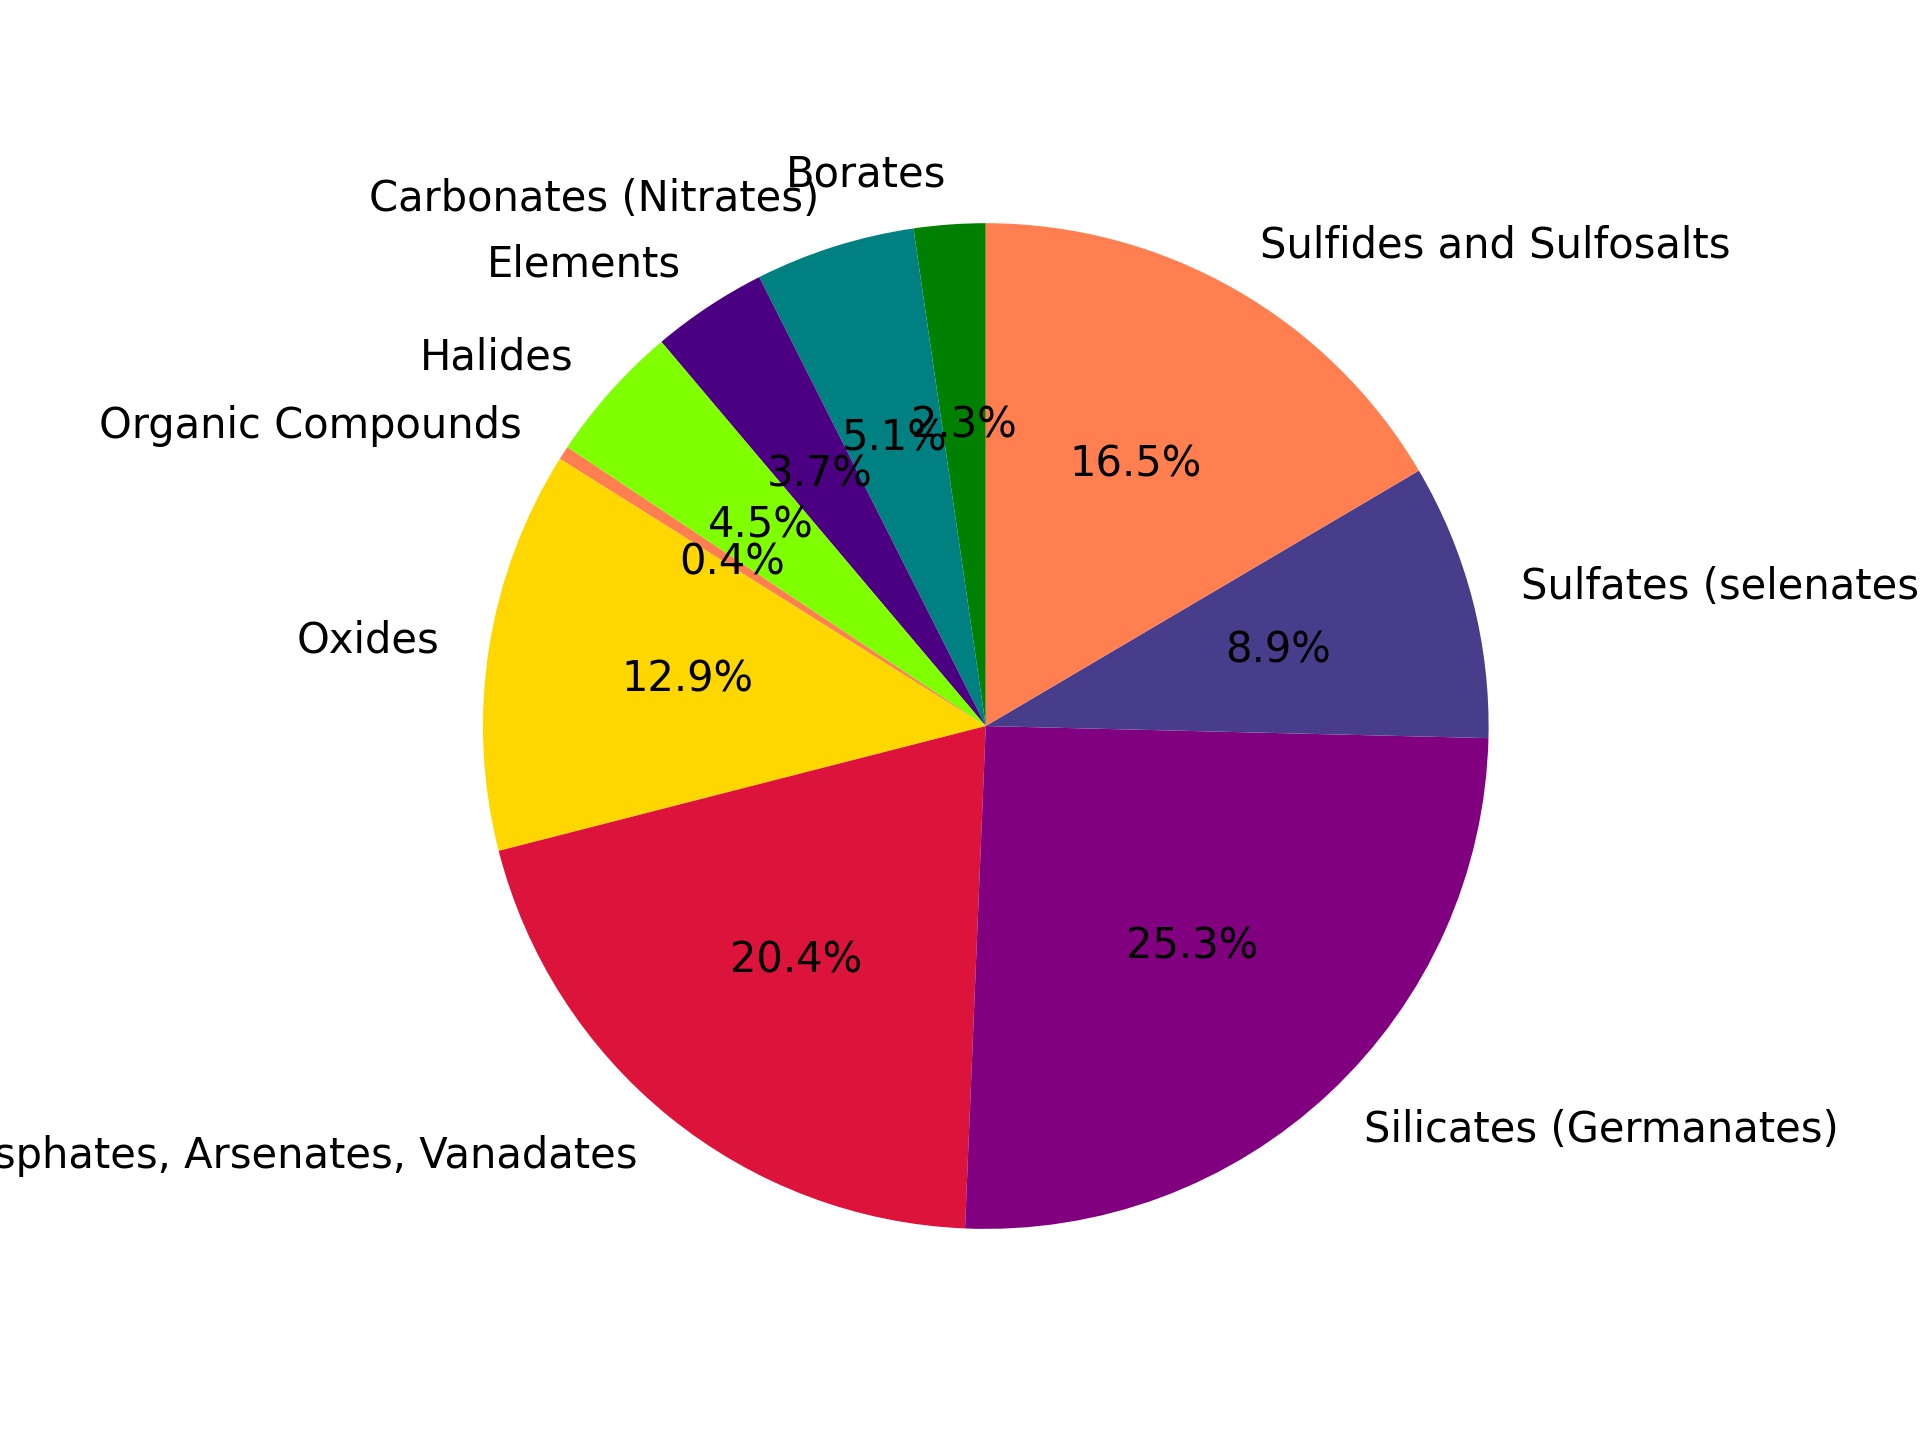 Borates
Carbonates (Nitrates)
Sulfides and Sulfosalts
Elements
Halides
Organic Compounds
2.3%
5.1%
16.5%
3.7%
4.5%
0.4%
Sulfates (selenates
Oxides
8.9%
12.9%
25.3%
20.4%
Silicates (Germanates)
sphates, Arsenates, Vanadates